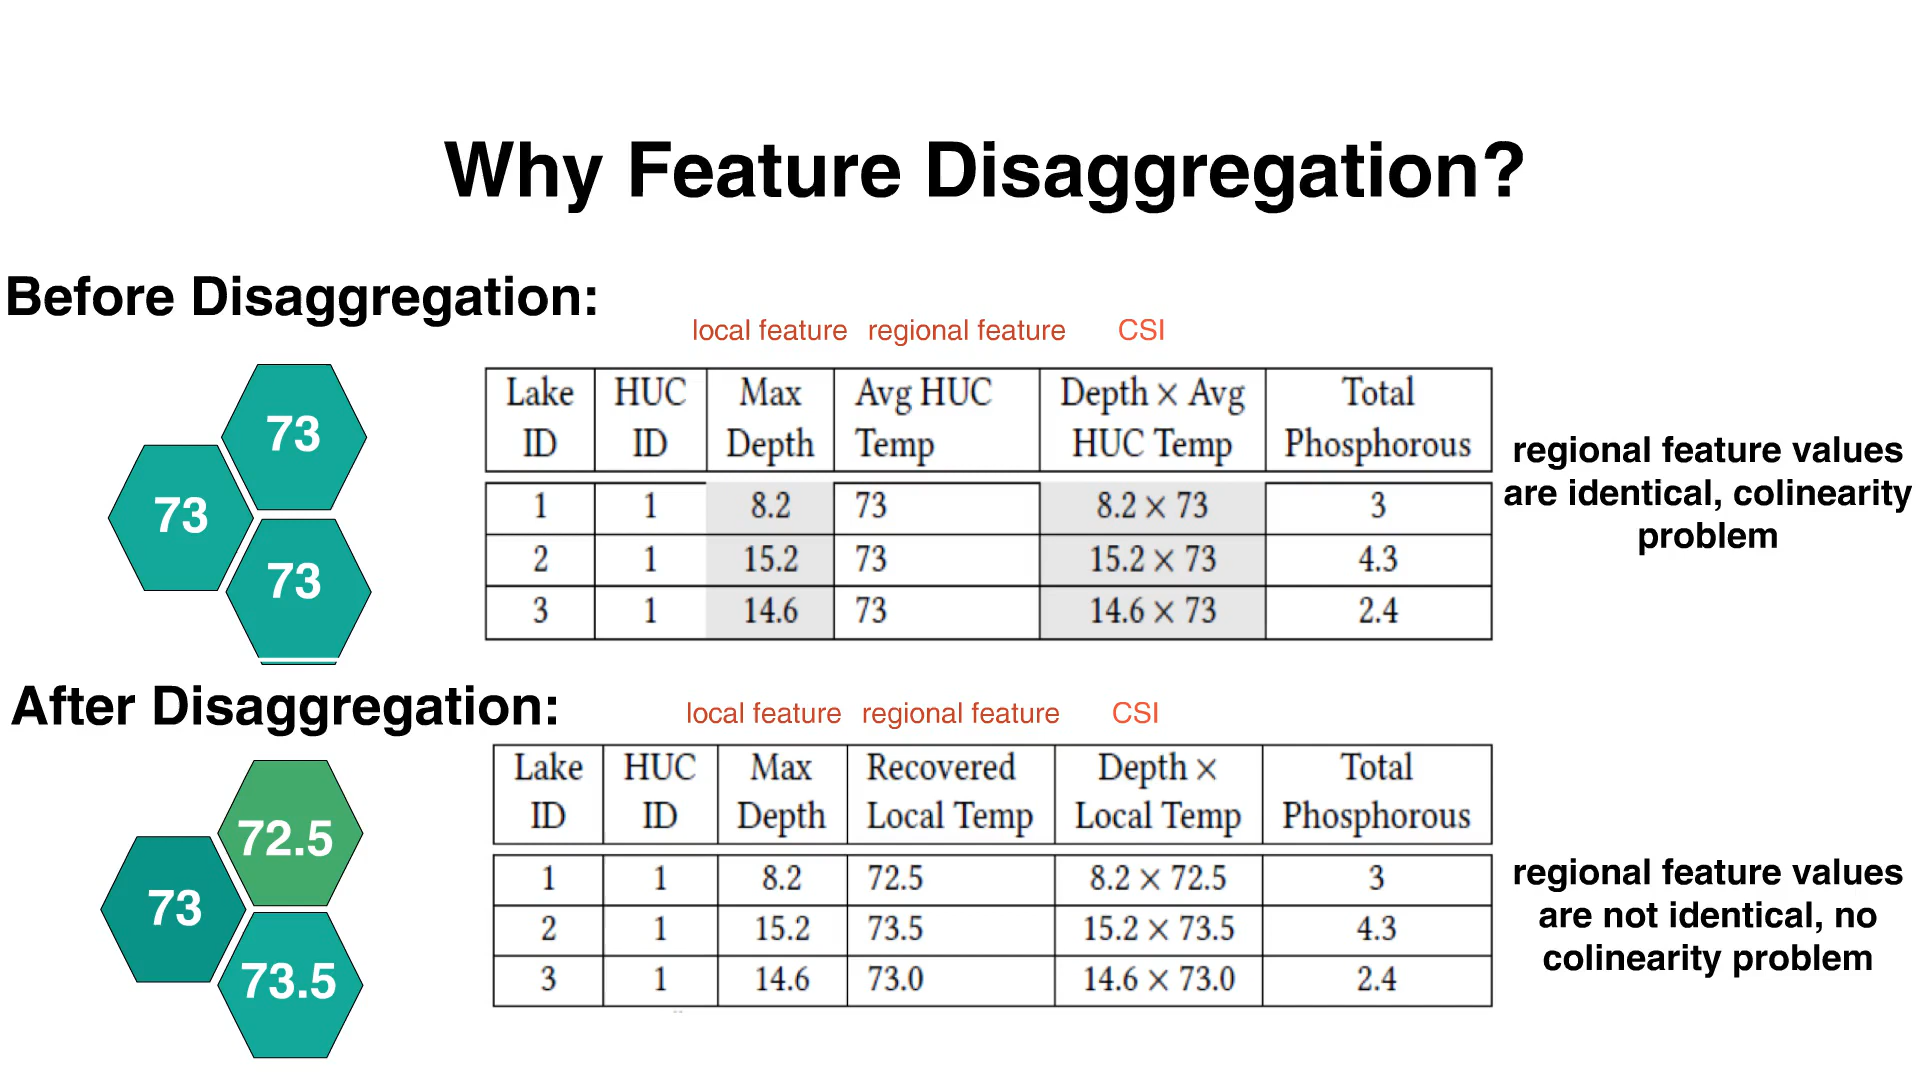 Why Feature Disaggregation?
Before Disaggregation:
local feature regional feature CSI
73
73
73
Lake ID HUC ID Max Depth Avg HUC Temp Depth × Avg HUC Temp Total Phosphorous
1 1 8.2 73 8.2 × 73 3
2 1 15.2 73 15.2 × 73 4.3
3 1 14.6 73 14.6 × 73 2.4
regional feature values
are identical, colinearity
problem
After Disaggregation:
local feature regional feature CSI
72.5
73
73.5
Lake ID HUC ID Max Depth Recovered Local Temp Depth × Local Temp Total Phosphorous
1 1 8.2 72.5 8.2 × 72.5 3
2 1 15.2 73.5 15.2 × 73.5 4.3
3 1 14.6 73.0 14.6 × 73.0 2.4
regional feature values
are not identical, no
colinearity problem